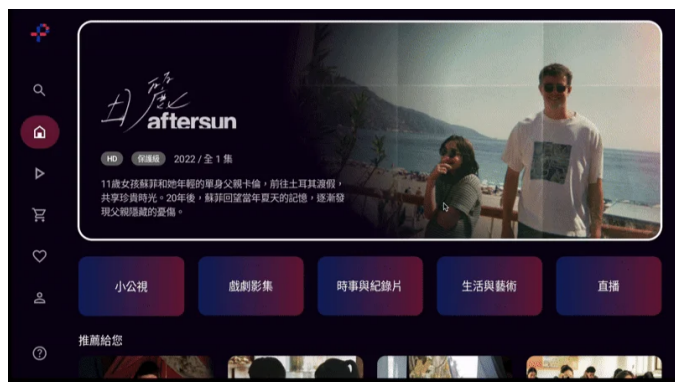 日麗
aftersun
HD 保護級 2022 / 全 1 集
11歲女孩蘇菲和她年輕的單身父親卡倫，前往土耳其渡假，
共享珍貴時光。20年後，蘇菲回望當年夏天的記憶，逐漸發
現父親隱藏的憂傷。
小公視 戲劇影集 時事與紀錄片 生活與藝術 直播
推薦給您